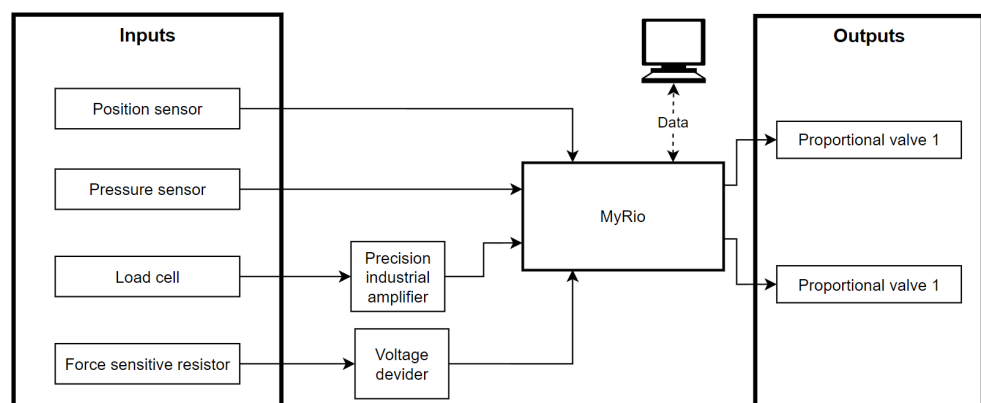 Inputs
Outputs
Position sensor
Data
Proportional valve 1
Pressure sensor
MyRio
Load cell
Precision
industrial
amplifier
Proportional valve 1
Force sensitive resistor
Voltage
devider